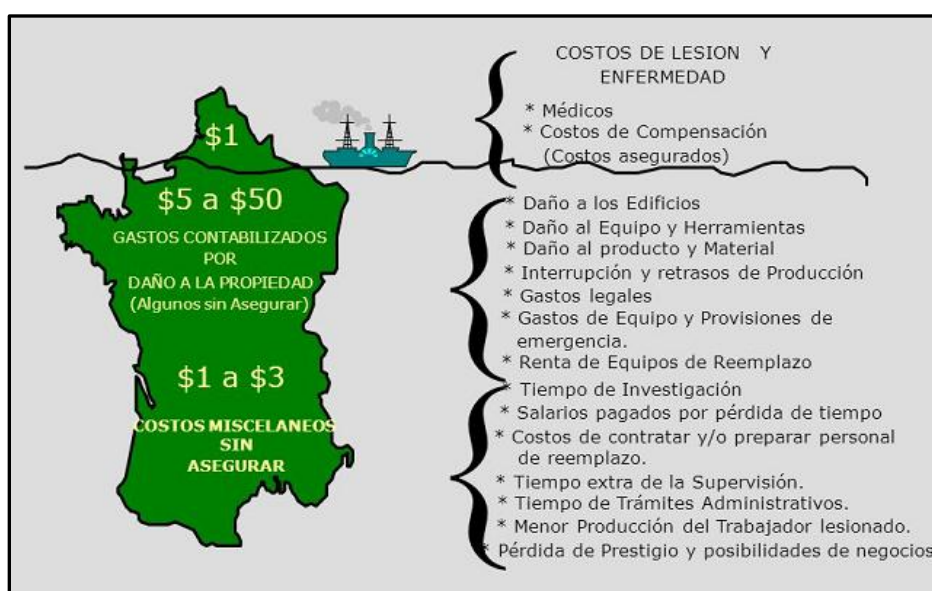 $1
$5 a $50
GASTOS CONTABILIZADOS
POR
DAÑO A LA PROPIEDAD
(Algunos sin Asegurar)
$1 a $3
COSTOS MISCELANEOS
SIN
ASEGURAR
COSTOS DE LESION Y
ENFERMEDAD
* Médicos
* Costos de Compensación
(Costos asegurados)
* Daño a los Edificios
* Daño al Equipo y Herramientas
* Daño al producto y Material
* Interrupción y retrasos de Producción
* Gastos legales
* Gastos de Equipo y Provisiones de
emergencia.
* Renta de Equipos de Reemplazo
* Tiempo de Investigación
* Salarios pagados por pérdida de tiempo
* Costos de contratar y/o preparar personal
de reemplazo.
* Tiempo extra de la Supervisión.
* Tiempo de Trámites Administrativos.
* Menor Producción del Trabajador lesionado.
* Pérdida de Prestigio y posibilidades de negocios